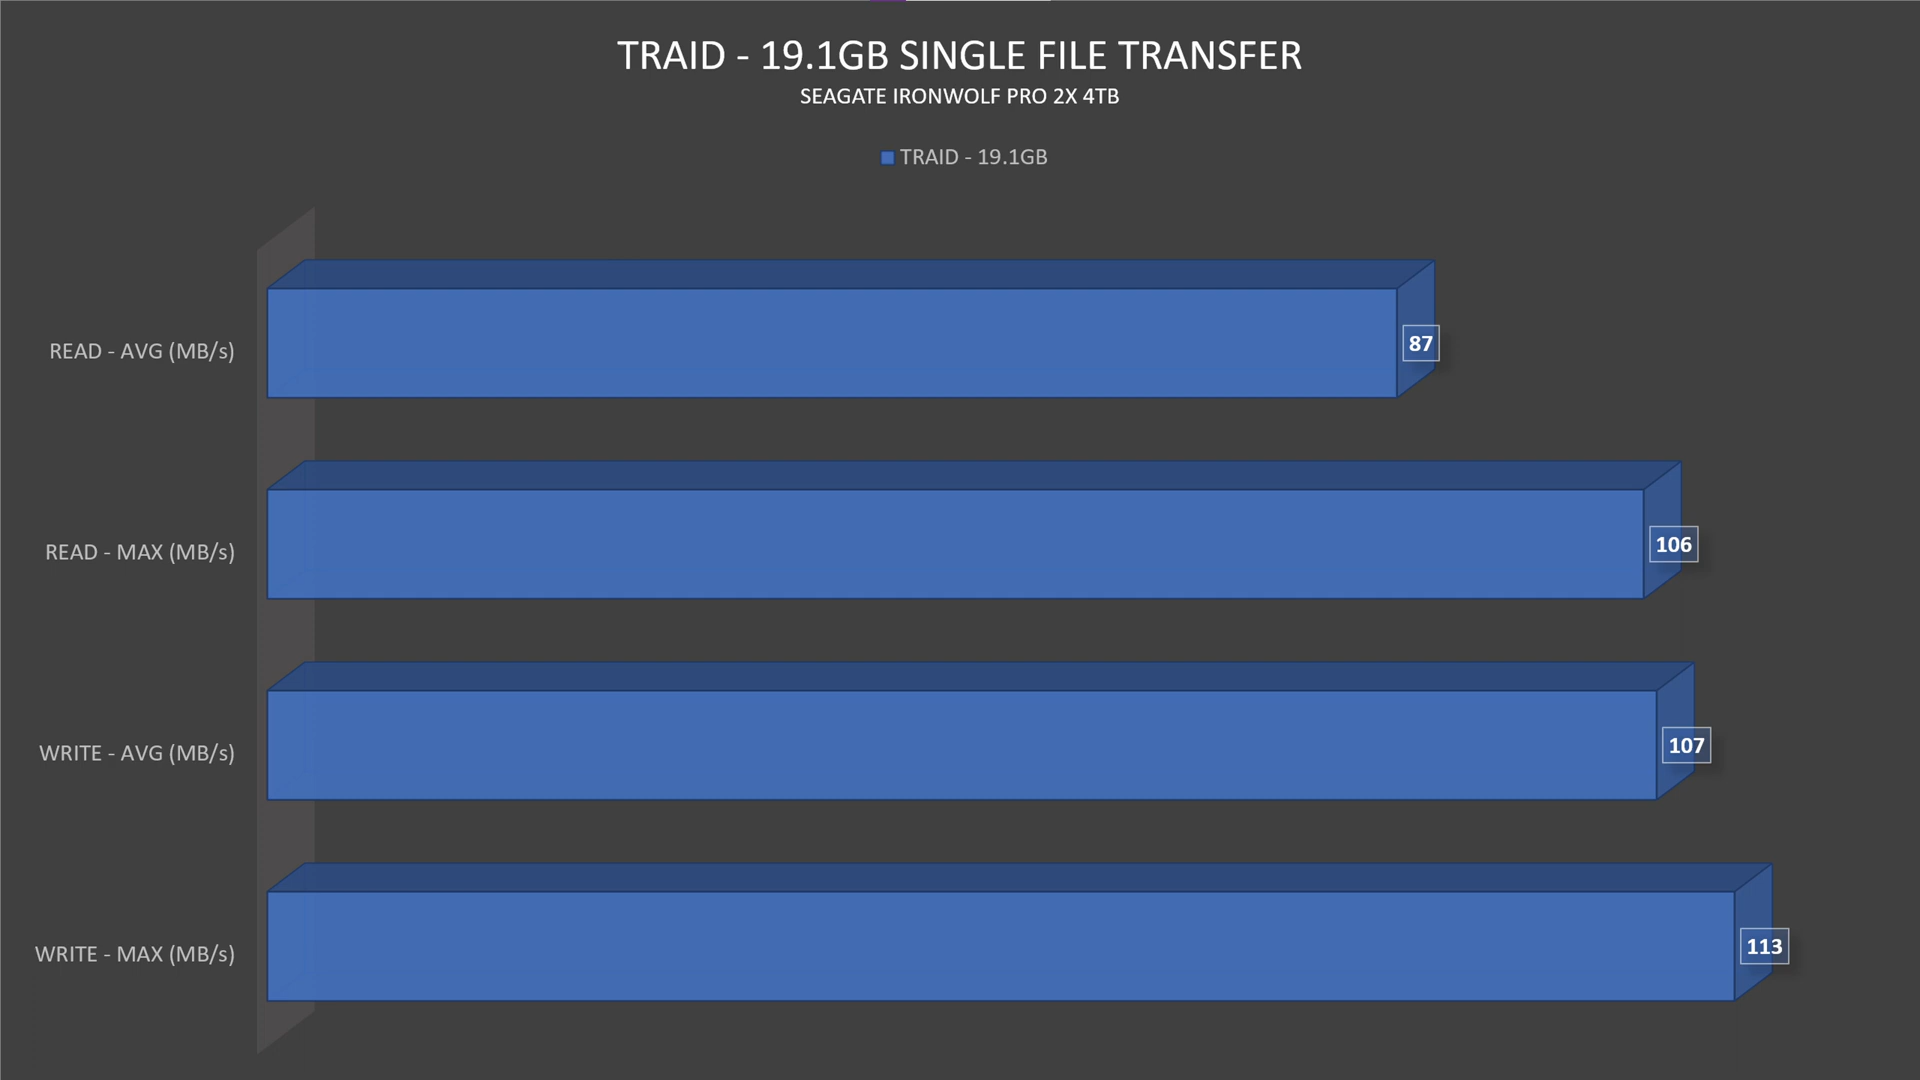 TRAID - 19.1GB SINGLE FILE TRANSFER
SEAGATE IRONWOLF PRO 2X 4TB
TRAID - 19.1GB
READ - AVG (MB/s)
87
READ - MAX (MB/s)
106
WRITE - AVG (MB/s)
107
WRITE - MAX (MB/s)
113